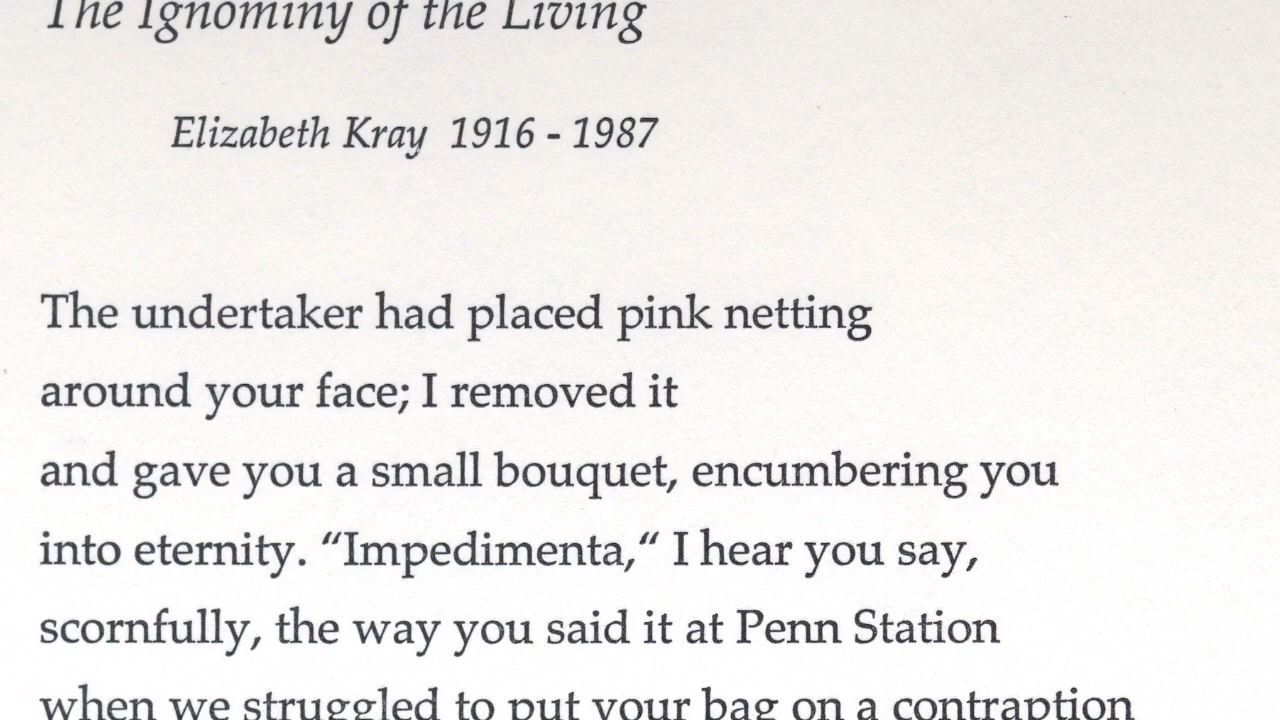 The Ignominy of the Living
Elizabeth Kray 1916 - 1987
The undertaker had placed pink netting
around your face; I removed it
and gave you a small bouquet, encumbering you
into eternity. “Impedimenta,“ I hear you say,
scornfully, the way you said it at Penn Station
when we struggled to put your bag on a contraption